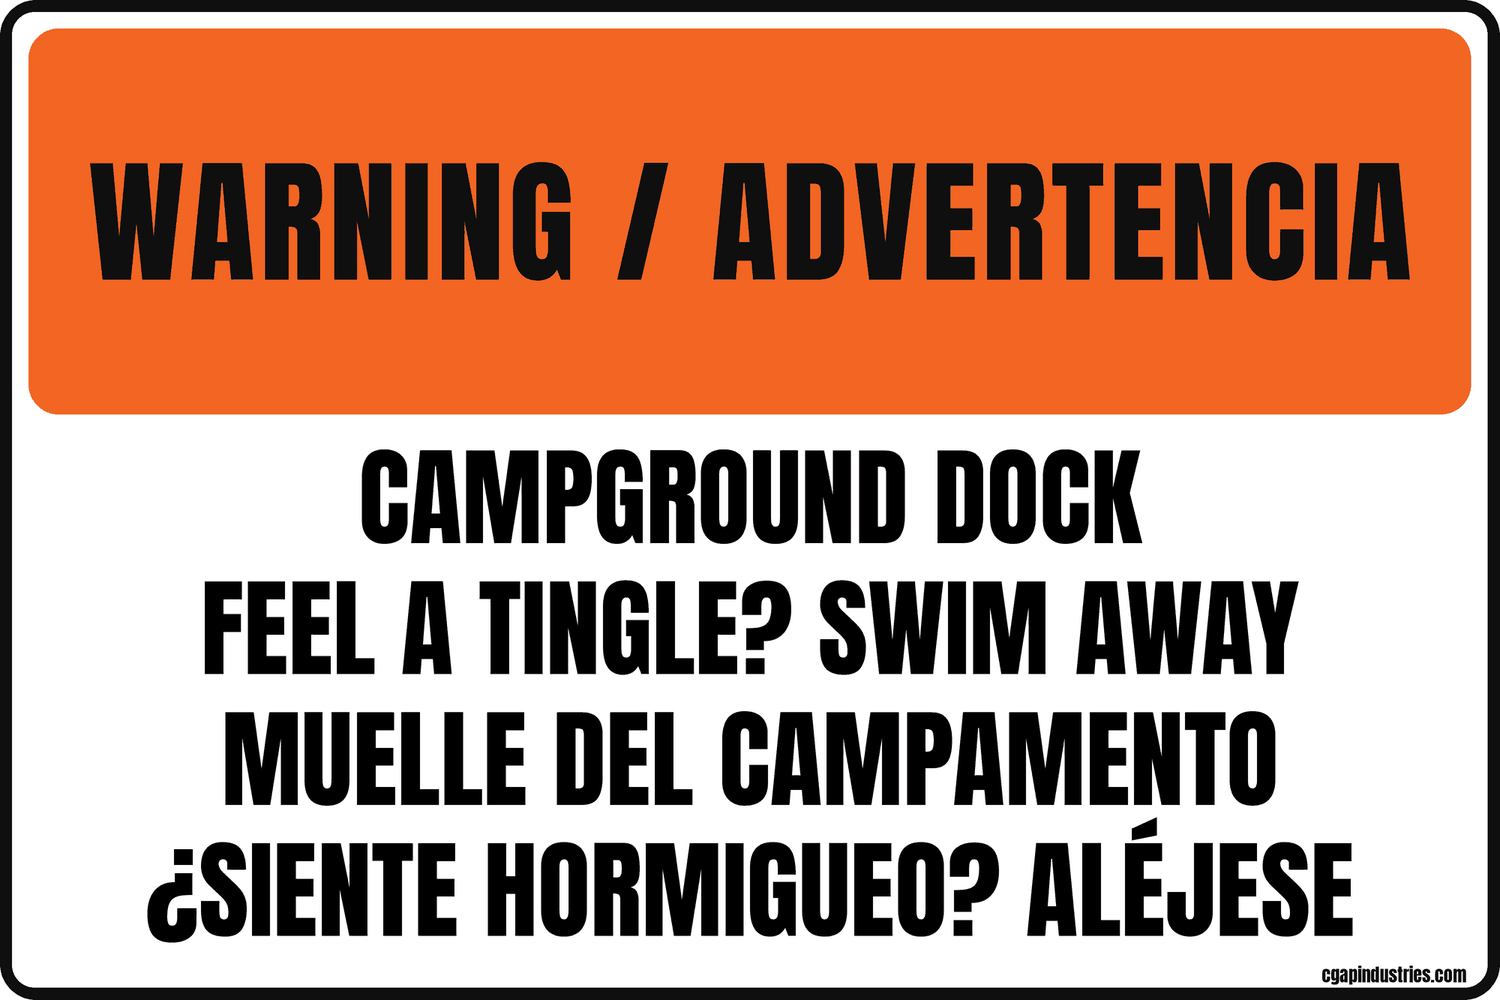 WARNING / ADVERTENCIA
CAMPGROUND DOCK
FEEL A TINGLE? SWIM AWAY
MUELLE DEL CAMPAMENTO
¿SIENTE HORMIGUEO? ALÉJESE
cgapindustries.com